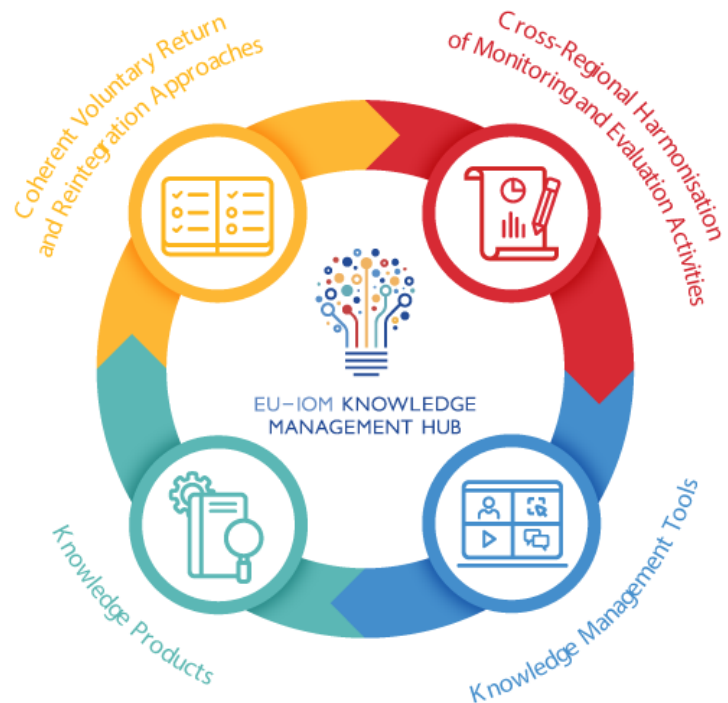 Coherent Voluntary Return
and Reintegration Approaches
Cross-Regional Harmonisation
of Monitoring and Evaluation Activities
EU–IOM KNOWLEDGE
MANAGEMENT HUB
Knowledge Products
Knowledge Management Tools